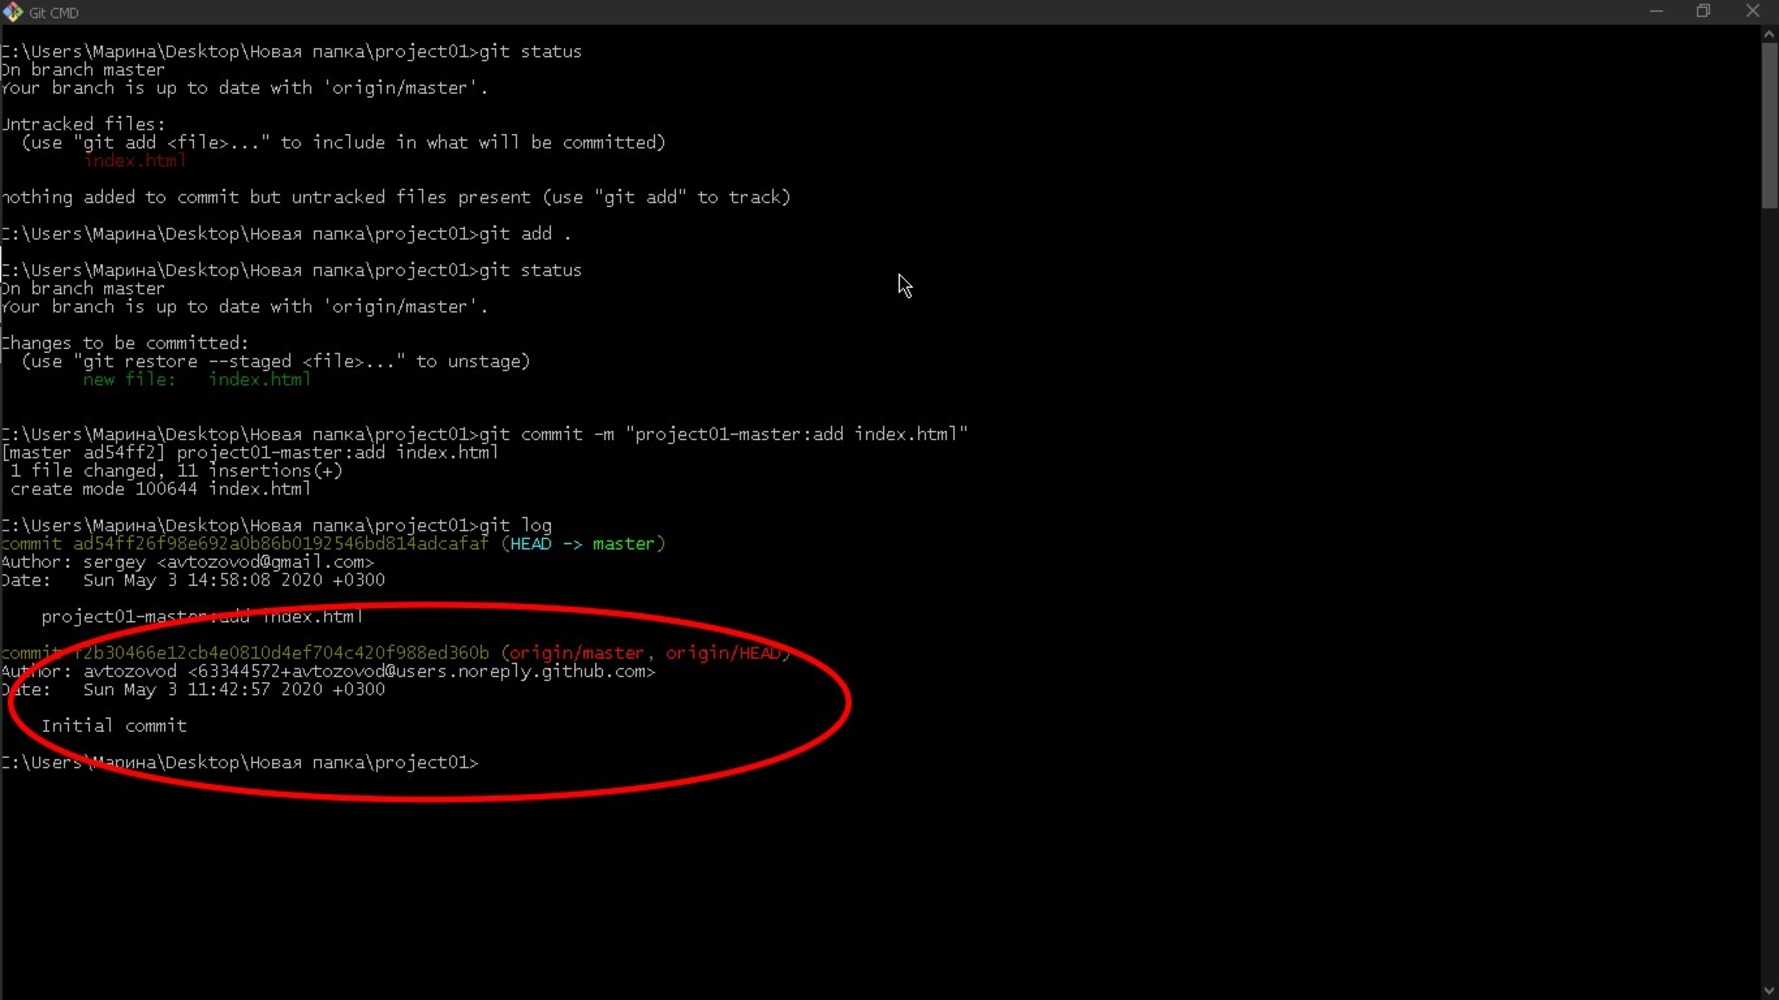 Git CMD
C:\Users\Марина\Desktop\Новая папка\project01>git status
On branch master
Your branch is up to date with 'origin/master'.
Untracked files:
(use "git add <file>..." to include in what will be committed)
index.html
nothing added to commit but untracked files present (use "git add" to track)
C:\Users\Марина\Desktop\Новая папка\project01>git add .
C:\Users\Марина\Desktop\Новая папка\project01>git status
On branch master
Your branch is up to date with 'origin/master'.
Changes to be committed:
(use "git restore --staged <file>..." to unstage)
new file:   index.html
C:\Users\Марина\Desktop\Новая папка\project01>git commit -m "project01-master:add index.html"
[master ad54ff2] project01-master:add index.html
1 file changed, 11 insertions(+)
create mode 100644 index.html
C:\Users\Марина\Desktop\Новая папка\project01>git log
commit ad54ff26f98e692a0b86b0192546bd814adcafaf (HEAD -> master)
Author: sergey <avtozovod@gmail.com>
Date:   Sun May 3 14:58:08 2020 +0300
project01-master:add index.html
commit f2b30466e12cb4e0810d4ef704c420f988ed360b (origin/master, origin/HEAD)
Author: avtozovod <63344572+avtozovod@users.noreply.github.com>
Date:   Sun May 3 11:42:57 2020 +0300
Initial commit
C:\Users\Марина\Desktop\Новая папка\project01>